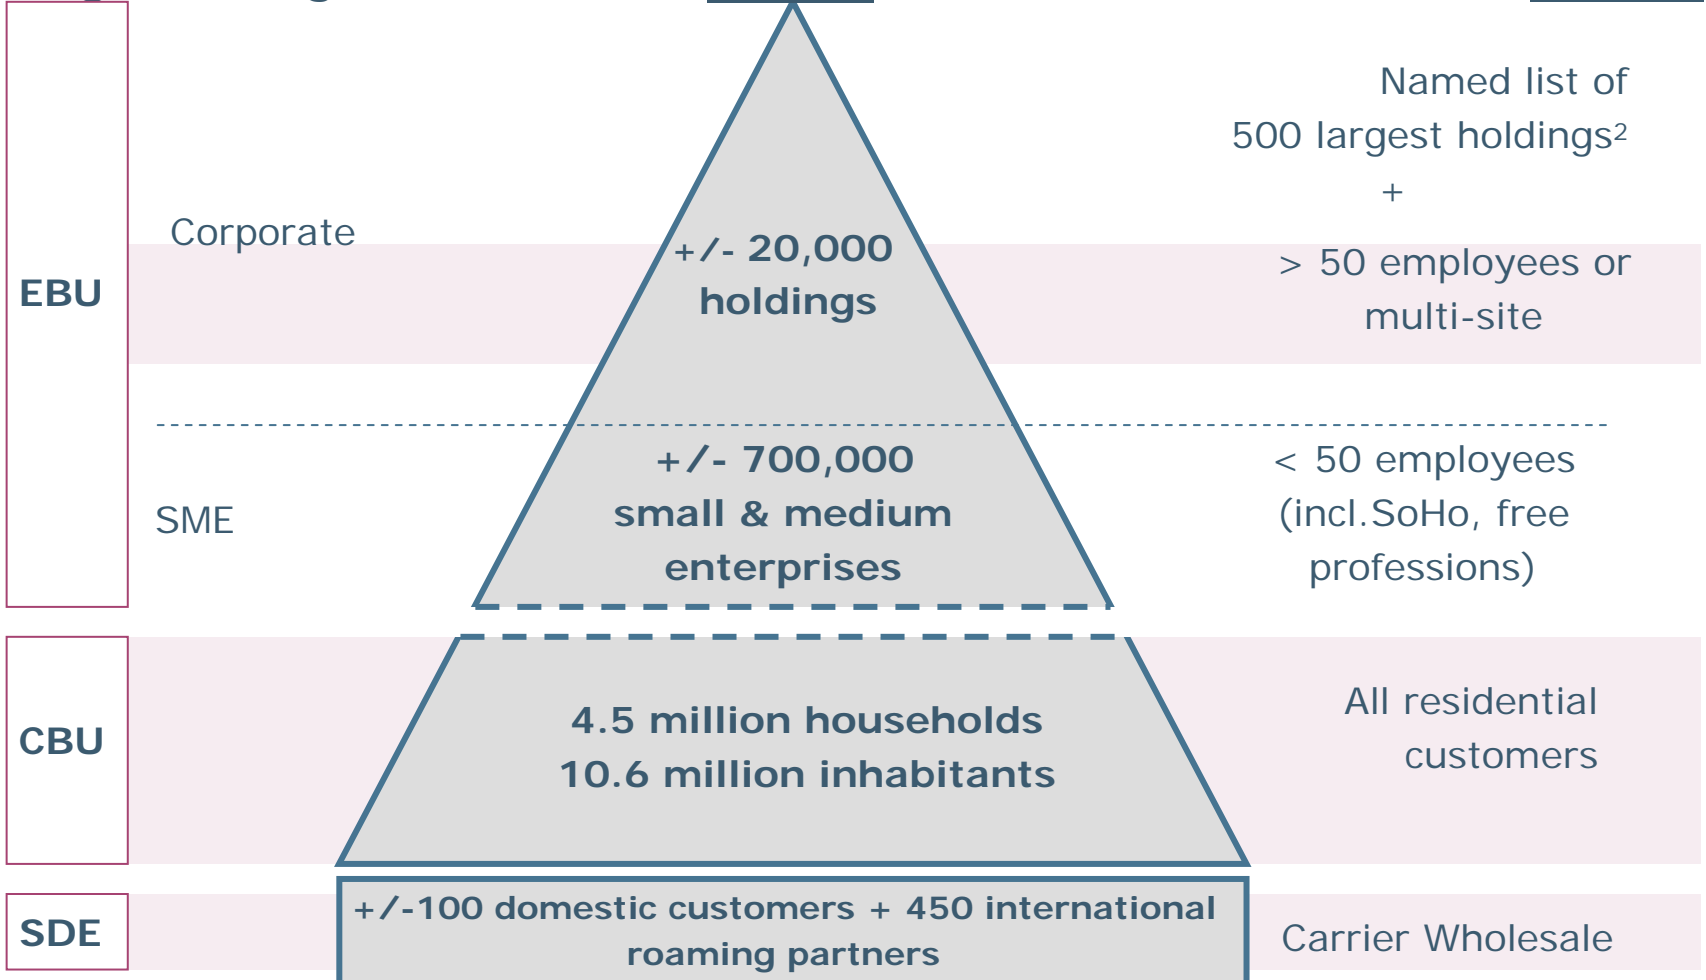 Named list of
500 largest holdings²
+
Corporate
+/- 20,000
> 50 employees or
EBU
holdings
multi-site
+/- 700,000
< 50 employees
SME
small & medium
(incl.SoHo, free
enterprises
professions)
4.5 million households
All residential
CBU
10.6 million inhabitants
customers
+/-100 domestic customers + 450 international
SDE
roaming partners
Carrier Wholesale